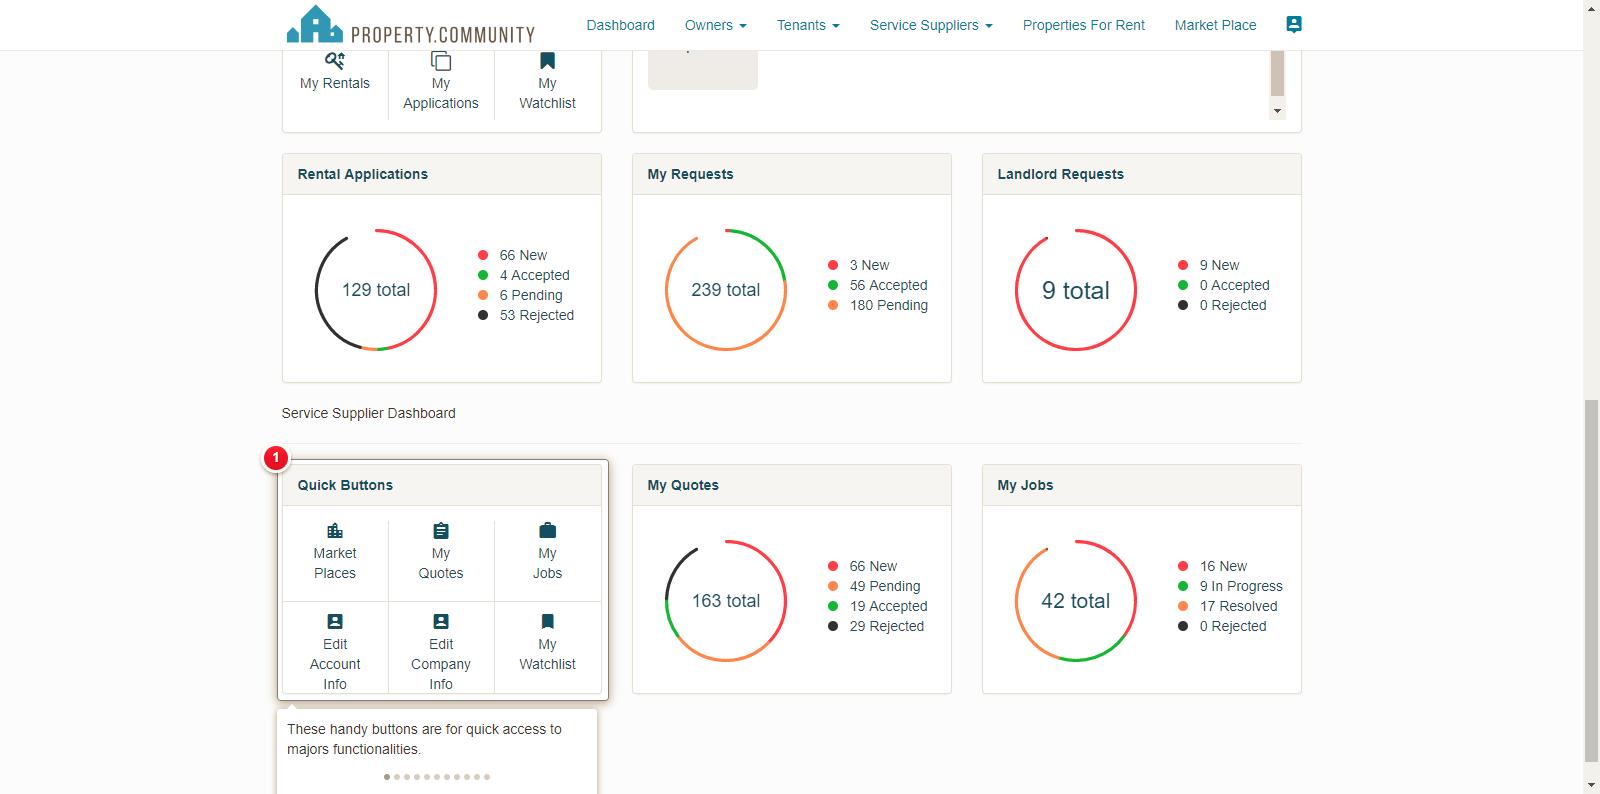 PROPERTY.COMMUNITY
Dashboard
Owners
Tenants
Service Suppliers
Properties For Rent
Market Place
My Rentals
My
Applications
My
Watchlist
Rental Applications
129 total
66 New
4 Accepted
6 Pending
53 Rejected
My Requests
239 total
3 New
56 Accepted
180 Pending
Landlord Requests
9 total
9 New
0 Accepted
0 Rejected
Service Supplier Dashboard
1
Quick Buttons
Market
Places
My
Quotes
My
Jobs
Edit
Account
Info
Edit
Company
Info
My
Watchlist
My Quotes
163 total
66 New
49 Pending
19 Accepted
29 Rejected
My Jobs
42 total
16 New
9 In Progress
17 Resolved
0 Rejected
These handy buttons are for quick access to
majors functionalities.